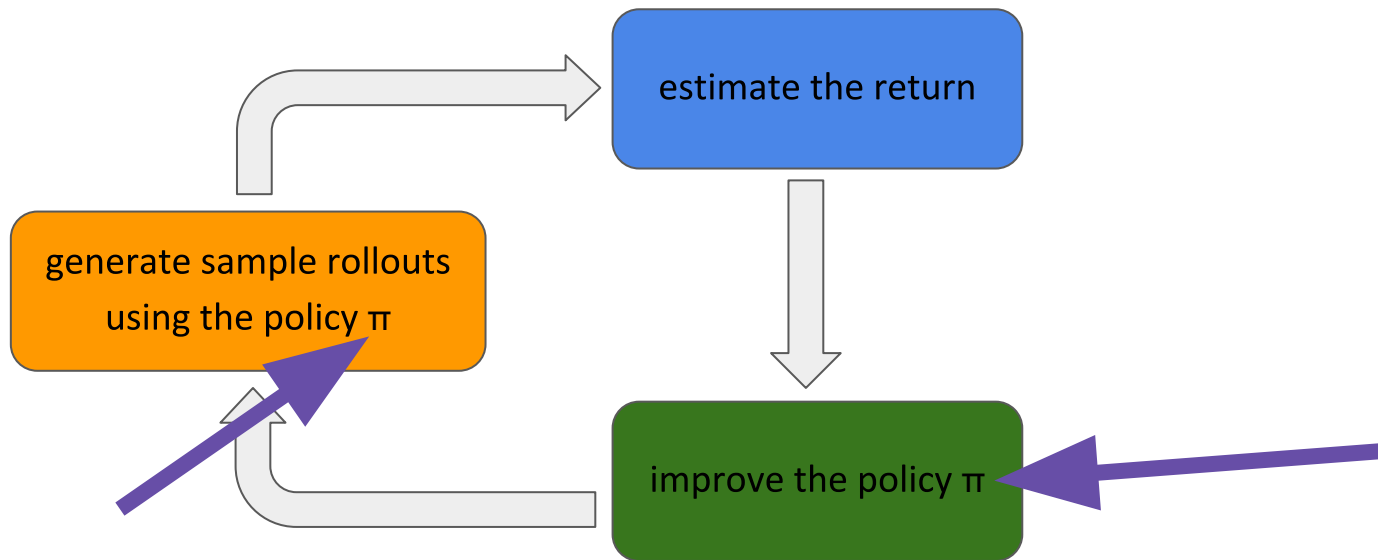 estimate the return
generate sample rollouts
using the policy π
improve the policy π